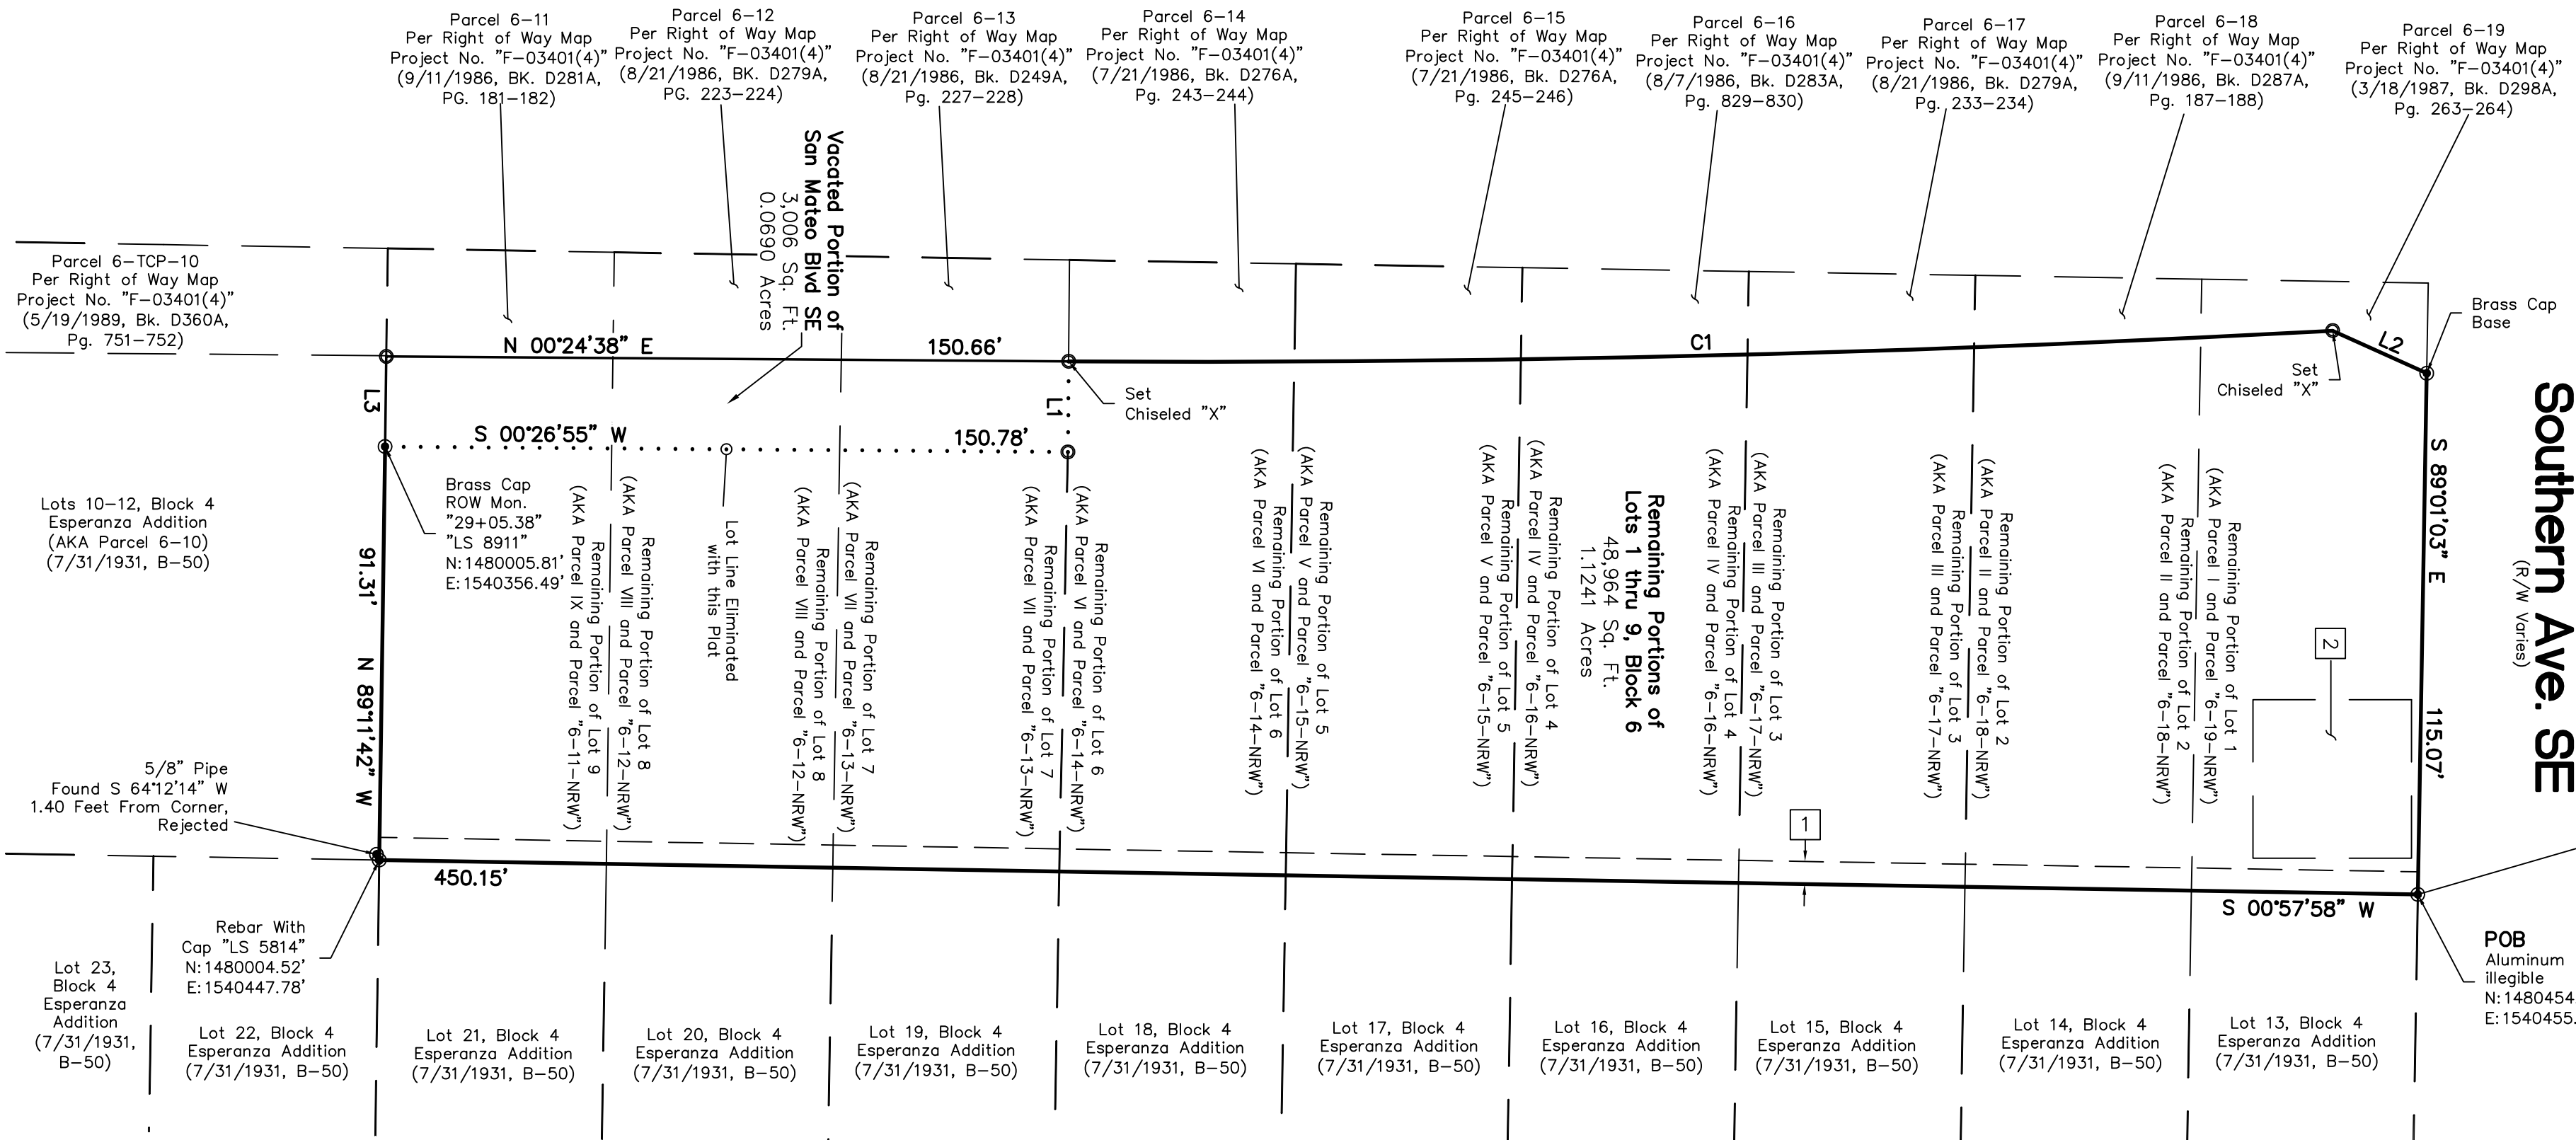 Parcel 6-11
Per Right of Way Map
Project No. "F-03401(4)"
(9/11/1986, BK. D281A,
PG. 181-182)
Parcel 6-12
Per Right of Way Map
Project No. "F-03401(4)"
(8/21/1986, BK. D279A,
PG. 223-224)
Parcel 6-13
Per Right of Way Map
Project No. "F-03401(4)"
(8/21/1986, Bk. D249A,
Pg. 227-228)
Parcel 6-14
Per Right of Way Map
Project No. "F-03401(4)"
(7/21/1986, Bk. D276A,
Pg. 243-244)
Parcel 6-15
Per Right of Way Map
Project No. "F-03401(4)"
(7/21/1986, Bk. D276A,
Pg. 245-246)
Parcel 6-16
Per Right of Way Map
Project No. "F-03401(4)"
(8/7/1986, Bk. D283A,
Pg. 829-830)
Parcel 6-17
Per Right of Way Map
Project No. "F-03401(4)"
(8/21/1986, Bk. D279A,
Pg. 233-234)
Parcel 6-18
Per Right of Way Map
Project No. "F-03401(4)"
(9/11/1986, Bk. D287A,
Pg. 187-188)
Parcel 6-19
Per Right of Way Map
Project No. "F-03401(4)"
(3/18/1987, Bk. D298A,
Pg. 263-264)
Vacated Portion of
San Mateo Blvd SE
3,006 Sq. Ft.
0.0690 Acres
Parcel 6-TCP-10
Per Right of Way Map
Project No. "F-03401(4)"
(5/19/1989, Bk. D360A,
Pg. 751-752)
N 00°24'38" E
150.66'
C1
L2
Brass Cap
Base
Set
Chiseled "X"
L3
L1
Set
Chiseled "X"
S 00°26'55" W
150.78'
Southern Ave. SE
(R/W Varies)
S 89°01'03" E
115.07'
Lots 10-12, Block 4
Esperanza Addition
(AKA Parcel 6-10)
(7/31/1931, B-50)
Brass Cap
ROW Mon.
"29+05.38"
"LS 8911"
N:1480005.81'
E:1540356.49'
Lot Line Eliminated
with this Plat
91.31'
N 89°11'42" W
Remaining Portion of Lot 8
(AKA Parcel VIII and Parcel "6-12-NRW")
Remaining Portion of Lot 9
(AKA Parcel IX and Parcel "6-11-NRW")
Remaining Portion of Lot 7
(AKA Parcel VII and Parcel "6-13-NRW")
Remaining Portion of Lot 8
(AKA Parcel VIII and Parcel "6-12-NRW")
Remaining Portion of Lot 6
(AKA Parcel VI and Parcel "6-14-NRW")
Remaining Portion of Lot 7
(AKA Parcel VII and Parcel "6-13-NRW")
Remaining Portion of Lot 5
(AKA Parcel V and Parcel "6-15-NRW")
Remaining Portion of Lot 6
(AKA Parcel VI and Parcel "6-14-NRW")
Remaining Portion of Lot 4
(AKA Parcel IV and Parcel "6-16-NRW")
Remaining Portion of Lot 5
(AKA Parcel V and Parcel "6-15-NRW")
Remaining Portions of
Lots 1 thru 9, Block 6
48,964 Sq. Ft.
1.1241 Acres
Remaining Portion of Lot 3
(AKA Parcel III and Parcel "6-17-NRW")
Remaining Portion of Lot 4
(AKA Parcel IV and Parcel "6-16-NRW")
Remaining Portion of Lot 2
(AKA Parcel II and Parcel "6-18-NRW")
Remaining Portion of Lot 3
(AKA Parcel III and Parcel "6-17-NRW")
Remaining Portion of Lot 1
(AKA Parcel I and Parcel "6-19-NRW")
Remaining Portion of Lot 2
(AKA Parcel II and Parcel "6-18-NRW")
2
1
5/8" Pipe
Found S 64°12'14" W
1.40 Feet From Corner,
Rejected
450.15'
S 00°57'58" W
Rebar With
Cap "LS 5814"
N:1480004.52'
E:1540447.78'
POB
Aluminum
illegible
N:1480454.
E:1540455.
Lot 23,
Block 4
Esperanza
Addition
(7/31/1931,
B-50)
Lot 22, Block 4
Esperanza Addition
(7/31/1931, B-50)
Lot 21, Block 4
Esperanza Addition
(7/31/1931, B-50)
Lot 20, Block 4
Esperanza Addition
(7/31/1931, B-50)
Lot 19, Block 4
Esperanza Addition
(7/31/1931, B-50)
Lot 18, Block 4
Esperanza Addition
(7/31/1931, B-50)
Lot 17, Block 4
Esperanza Addition
(7/31/1931, B-50)
Lot 16, Block 4
Esperanza Addition
(7/31/1931, B-50)
Lot 15, Block 4
Esperanza Addition
(7/31/1931, B-50)
Lot 14, Block 4
Esperanza Addition
(7/31/1931, B-50)
Lot 13, Block 4
Esperanza Addition
(7/31/1931, B-50)